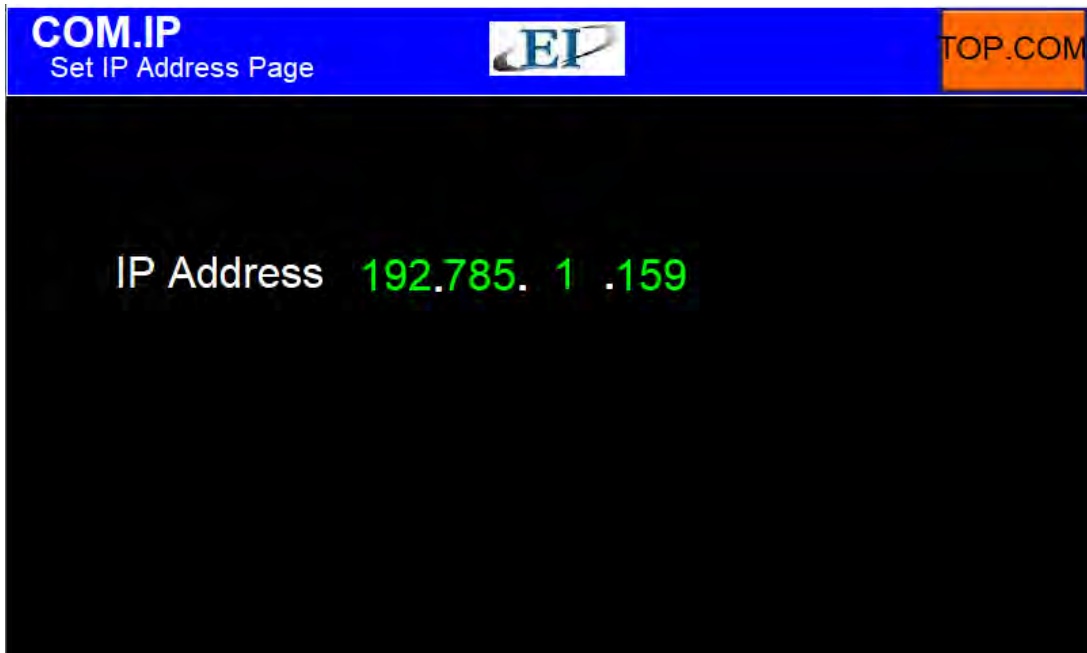 COM.IP
Set IP Address Page
EI
TOP.COM
IP Address 192.785. 1 .159